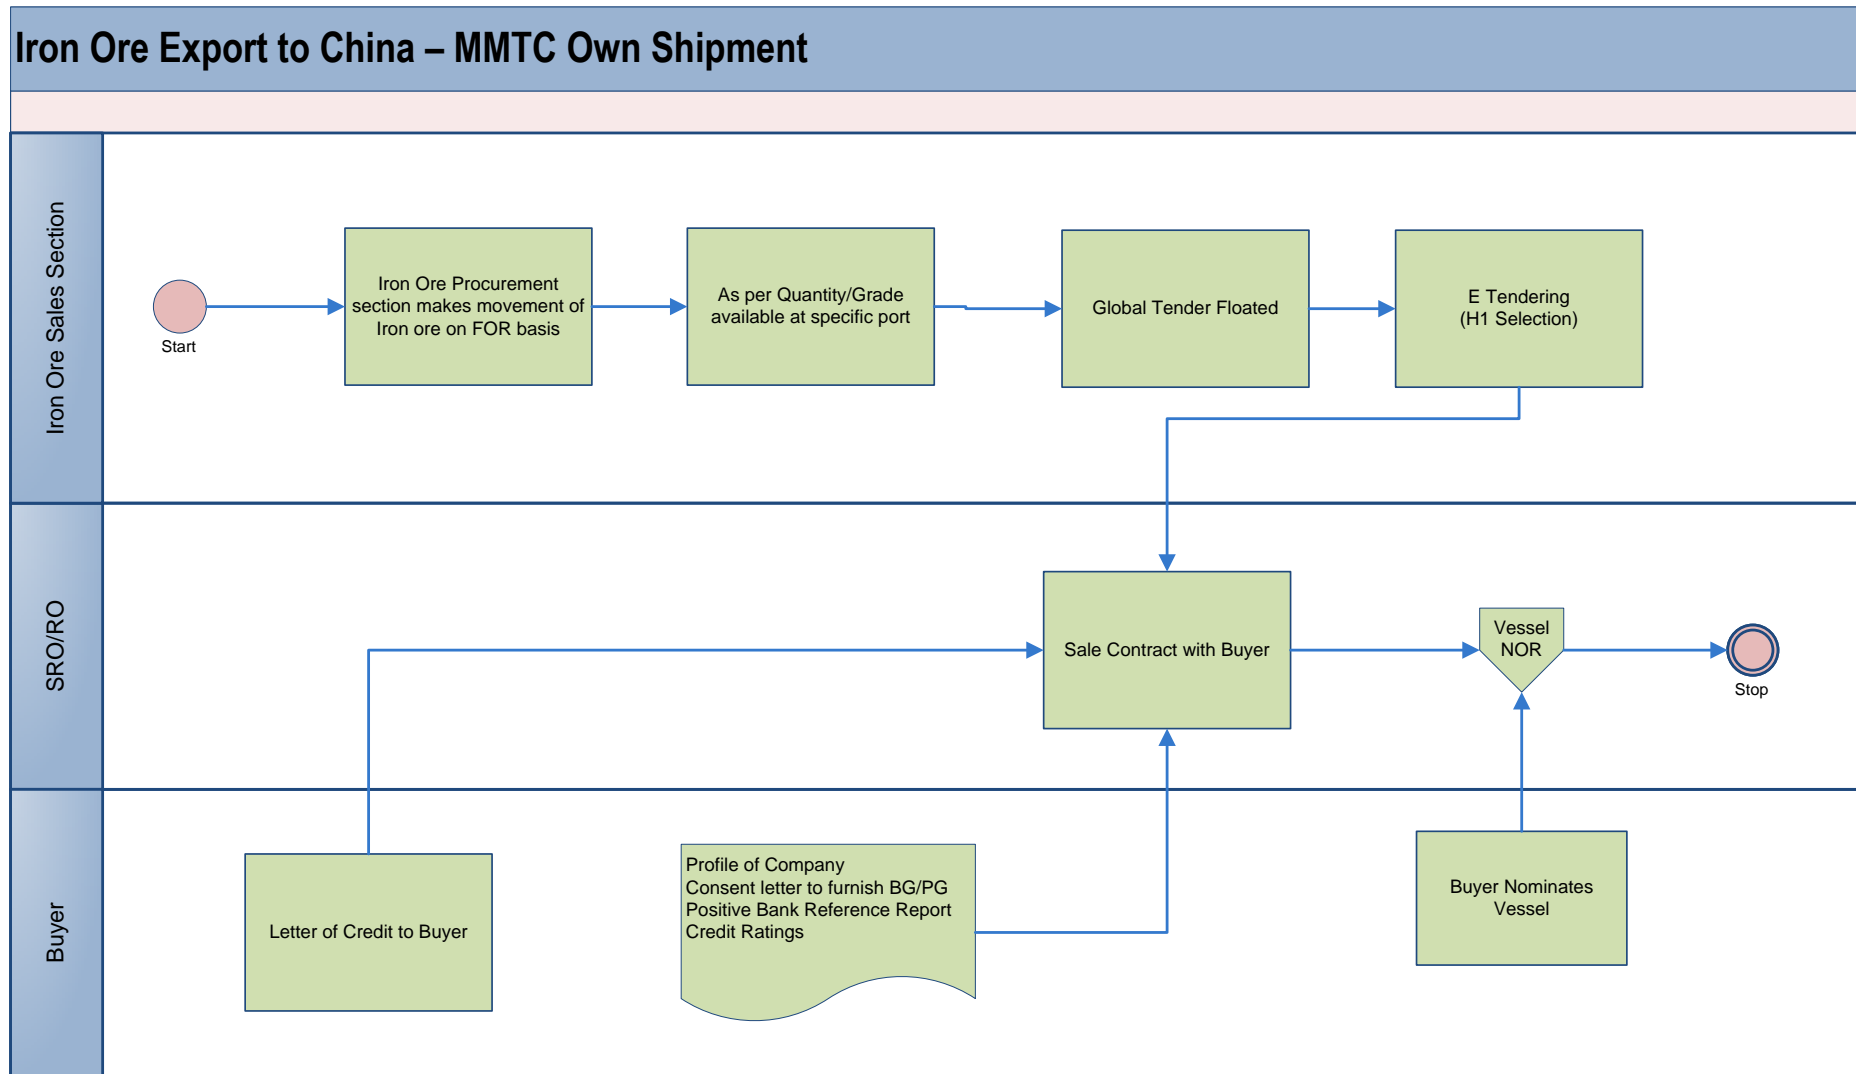 Iron Ore Export to China – MMTC Own Shipment
Iron Ore Sales Section
Start
Iron Ore Procurement
section makes movement of
Iron ore on FOR basis
As per Quantity/Grade
available at specific port
Global Tender Floated
E Tendering
(H1 Selection)
SRO/RO
Sale Contract with Buyer
Vessel
NOR
Stop
Buyer
Letter of Credit to Buyer
Profile of Company
Consent letter to furnish BG/PG
Positive Bank Reference Report
Credit Ratings
Buyer Nominates
Vessel